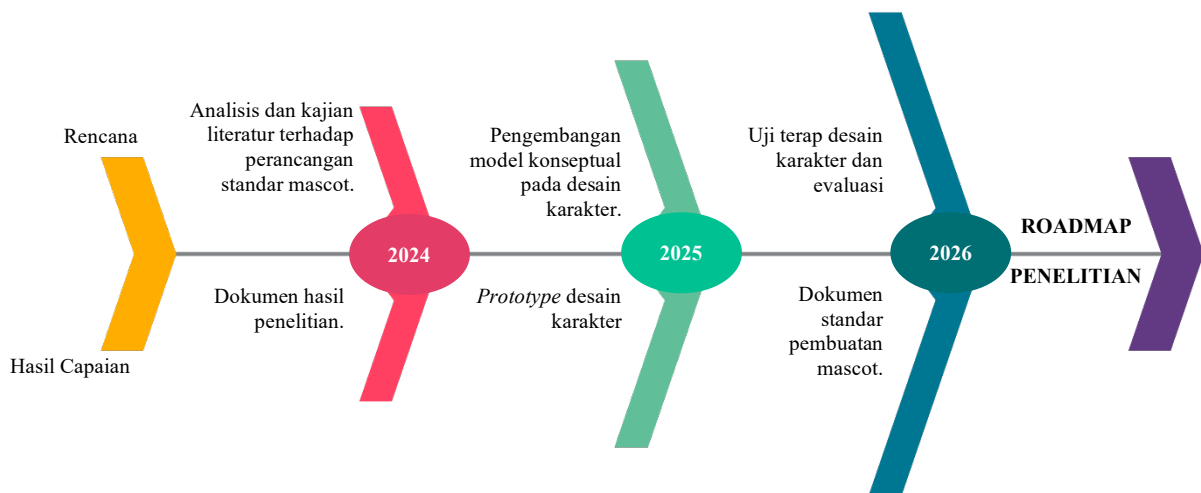 Rencana
Hasil Capaian
Analisis dan kajian
literatur terhadap
perancangan
standar mascot.
2024
Dokumen hasil
penelitian.
Pengembangan
model konseptual
pada desain
karakter.
2025
Prototype desain
karakter
Uji terap desain
karakter dan
evaluasi
2026
Dokumen
standar
pembuatan
mascot.
ROADMAP
PENELITIAN